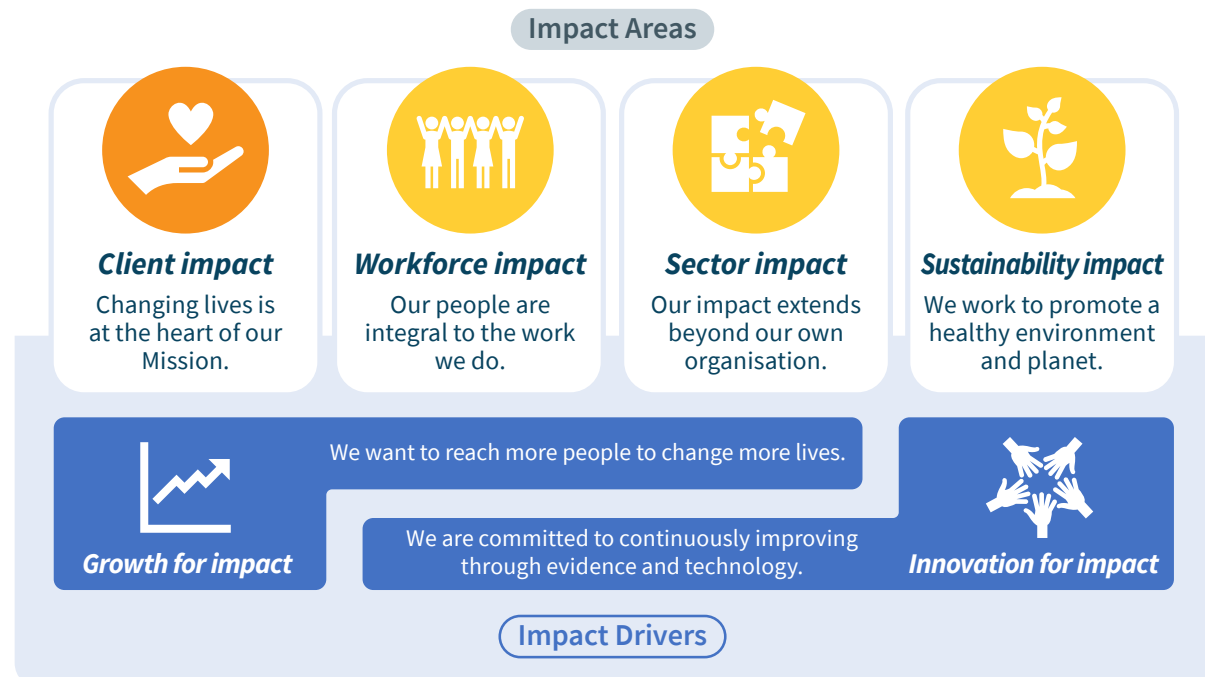 Impact Areas
Client impact
Changing lives is
at the heart of our
Mission.
Workforce impact
Our people are
integral to the work
we do.
Sector impact
Our impact extends
beyond our own
organisation.
Sustainability impact
We work to promote a
healthy environment
and planet.
We want to reach more people to change more lives.
Growth for impact
We are committed to continuously improving
through evidence and technology.
Innovation for impact
Impact Drivers